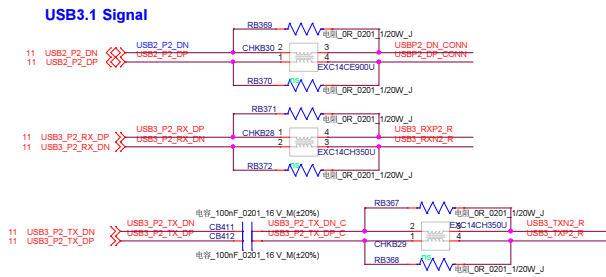 USB3.1 Signal
RB369
电阻_0R_0201_1/20W_J
11 USB2_P2_DN USB2_P2_DN CHKB30 2 3 USBP2_DN_CONN
11 USB2_P2_DP USB2_P2_DP 1 4 USBP2_DP_CONN
EXC14CE900U
RB370 ns 电阻_0R_0201_1/20W_J
RB371
电阻_0R_0201_1/20W_J
11 USB3_P2_RX_DP USB3_P2_RX_DP CHKB28 1 4 USB3_RXP2_R
11 USB3_P2_RX_DN USB3_P2_RX_DN 2 3 USB3_RXN2_R
EXC14CH350U
RB372 ns 电阻_0R_0201_1/20W_J
RB367
电容_100nF_0201_16 V_M(±20%) 电阻_0R_0201_1/20W_J
11 USB3_P2_TX_DN USB3_P2_TX_DN CB411 USB3_P2_TX_DN_C 2 EXC14CH350U USB3_TXN2_R
11 USB3_P2_TX_DP USB3_P2_TX_DP CB412 USB3_P2_TX_DP_C 1 4 USB3_TXP2_R
CHKB29
电容_100nF_0201_16 V_M(±20%) RB368 ns 电阻_0R_0201_1/20W_J